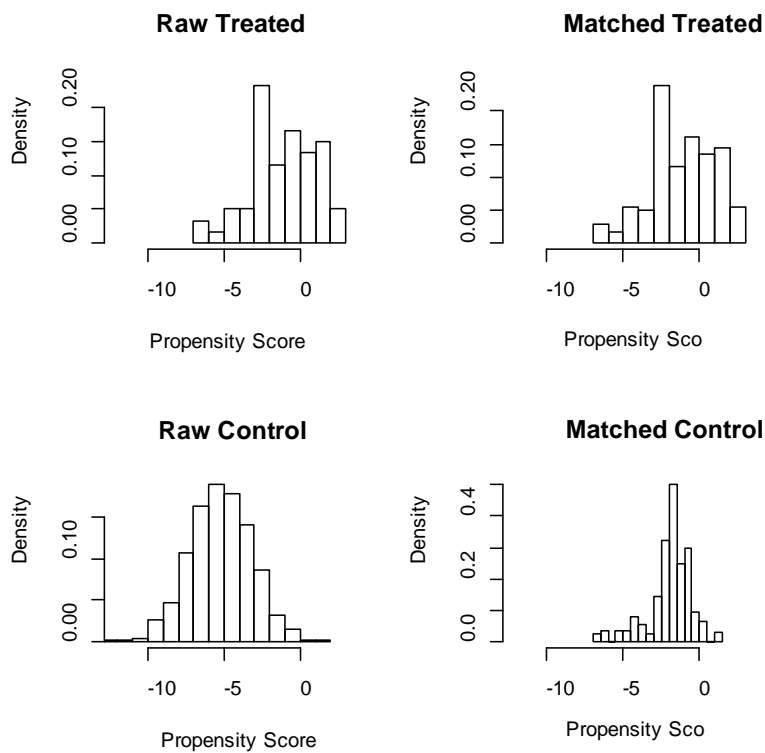 Raw Treated
Density
0.00 0.10 0.20
-10 -5 0
Propensity Score
Matched Treated
Density
0.00 0.10 0.20
-10 -5 0
Propensity Sco
Raw Control
Density
0.00 0.10
-10 -5 0
Propensity Score
Matched Control
Density
0.0 0.2 0.4
-10 -5 0
Propensity Sco